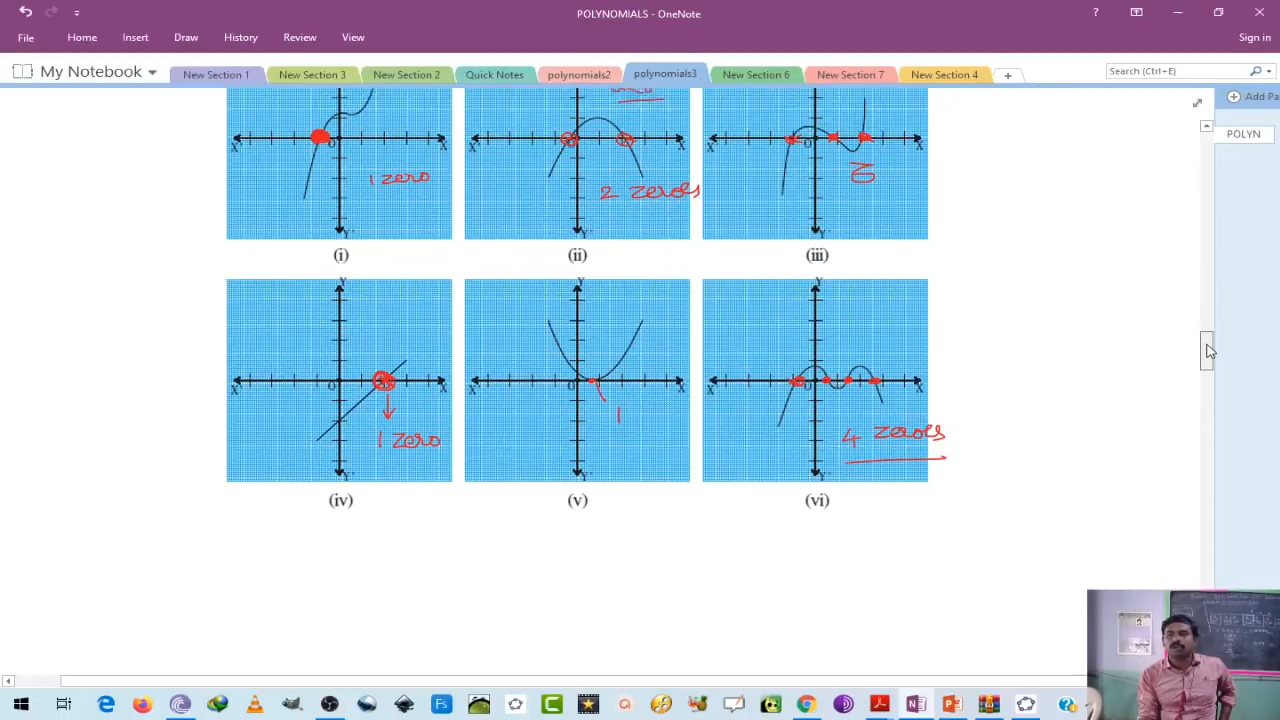 POLYNOMIALS - OneNote
File Home Insert Draw History Review View
Sign in
My Notebook New Section 1 New Section 3 New Section 2 Quick Notes polynomials2 polynomials3 New Section 6 New Section 7 New Section 4
Search (Ctrl+E)
Add Pa
POLYN
X' O X X' O X X' O X
1 zero
2 zeroes
3
Y' Y' Y'
(i) (ii) (iii)
Y Y Y
X' O X X' O X X' O X
1
1 zero
4 zeroes
Y' Y' Y'
(iv) (v) (vi)